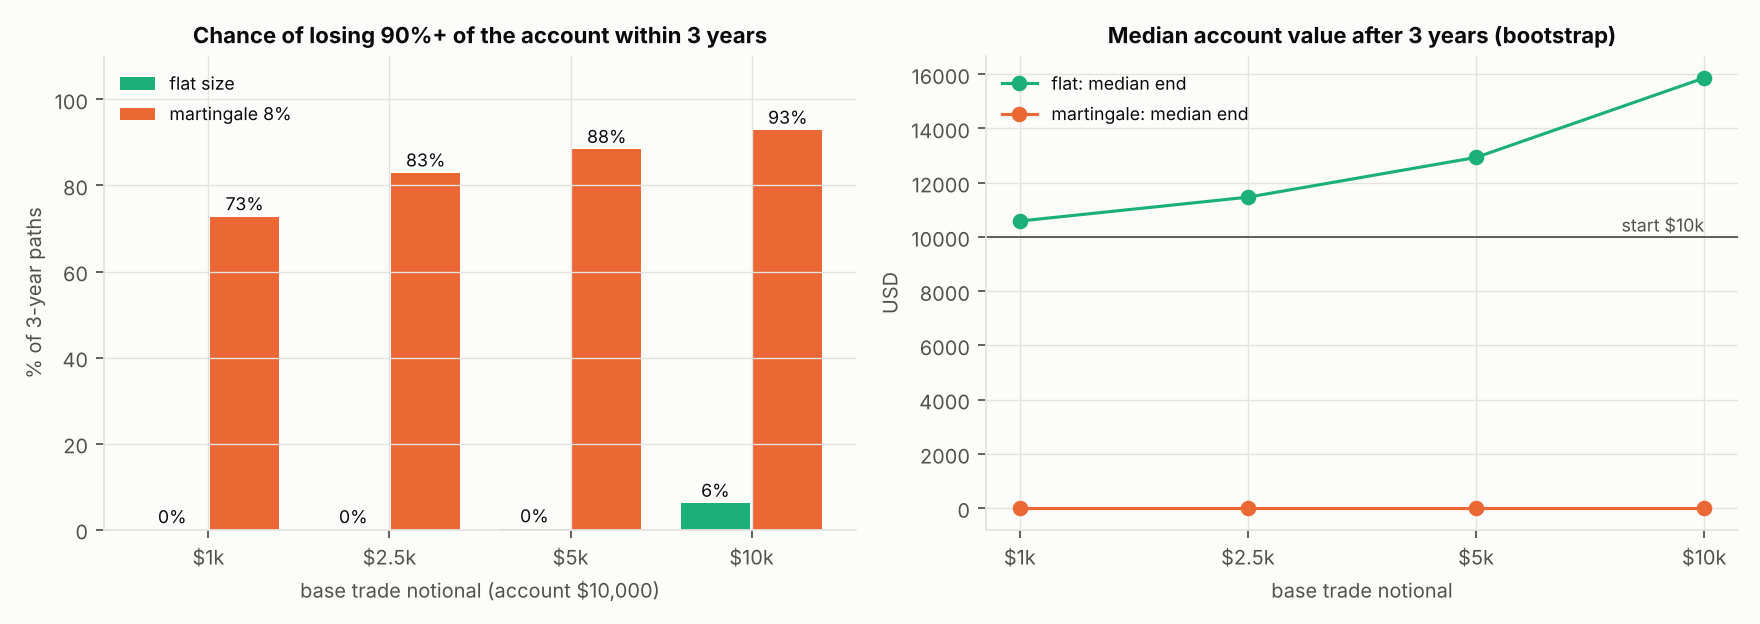 Chance of losing 90%+ of the account within 3 years
flat size
martingale 8%
100
80
60
40
20
0
% of 3-year paths
0%
73%
0%
83%
0%
88%
6%
93%
$1k
$2.5k
$5k
$10k
base trade notional (account $10,000)
Median account value after 3 years (bootstrap)
flat: median end
martingale: median end
16000
14000
12000
10000
8000
6000
4000
2000
0
USD
start $10k
$1k
$2.5k
$5k
$10k
base trade notional